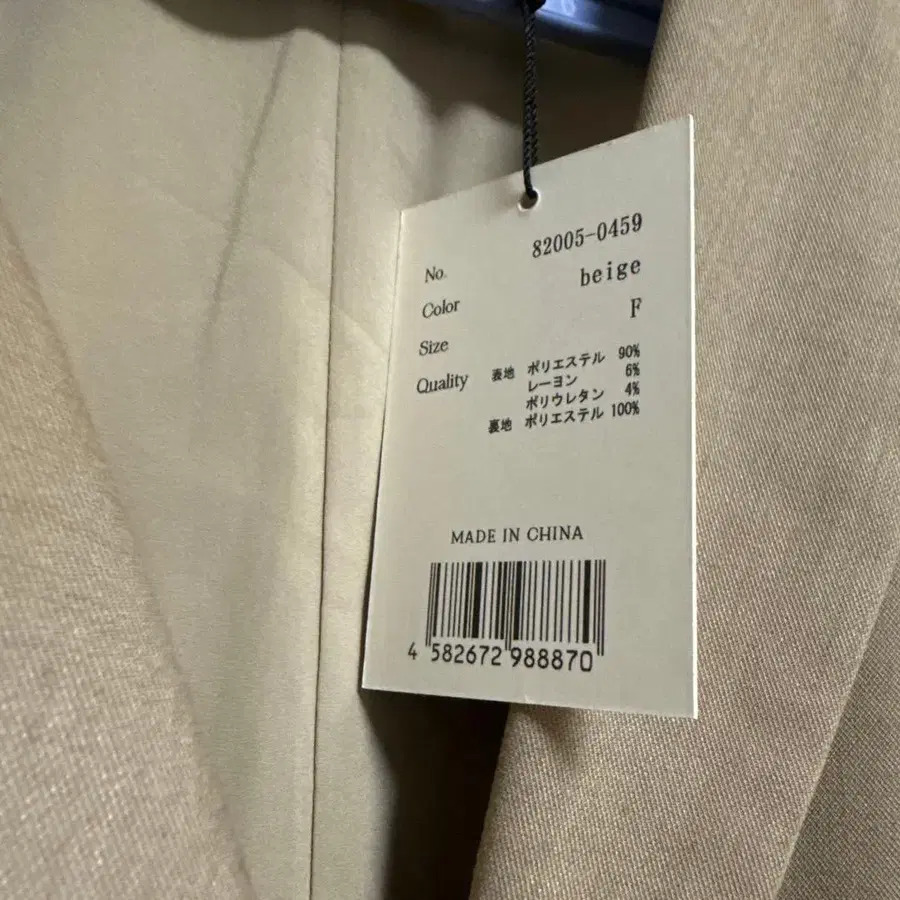 No. 82005-0459
Color beige
Size F
Quality 表地 ポリエステル 90%
レーヨン 6%
ポリウレタン 4%
裏地 ポリエステル 100%
MADE IN CHINA
4 582672 988870